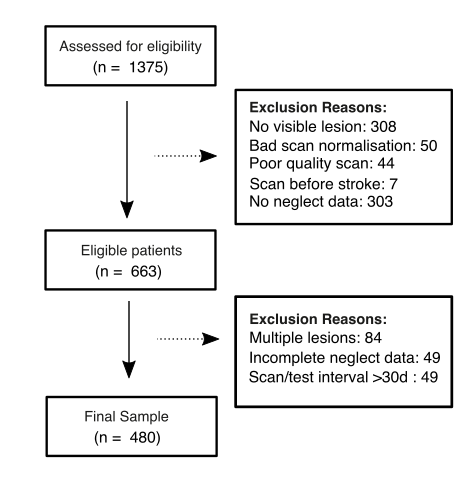 Assessed for eligibility
(n = 1375)
Exclusion Reasons:
No visible lesion: 308
Bad scan normalisation: 50
Poor quality scan: 44
Scan before stroke: 7
No neglect data: 303
Eligible patients
(n = 663)
Exclusion Reasons:
Multiple lesions: 84
Incomplete neglect data: 49
Scan/test interval >30d : 49
Final Sample
(n = 480)